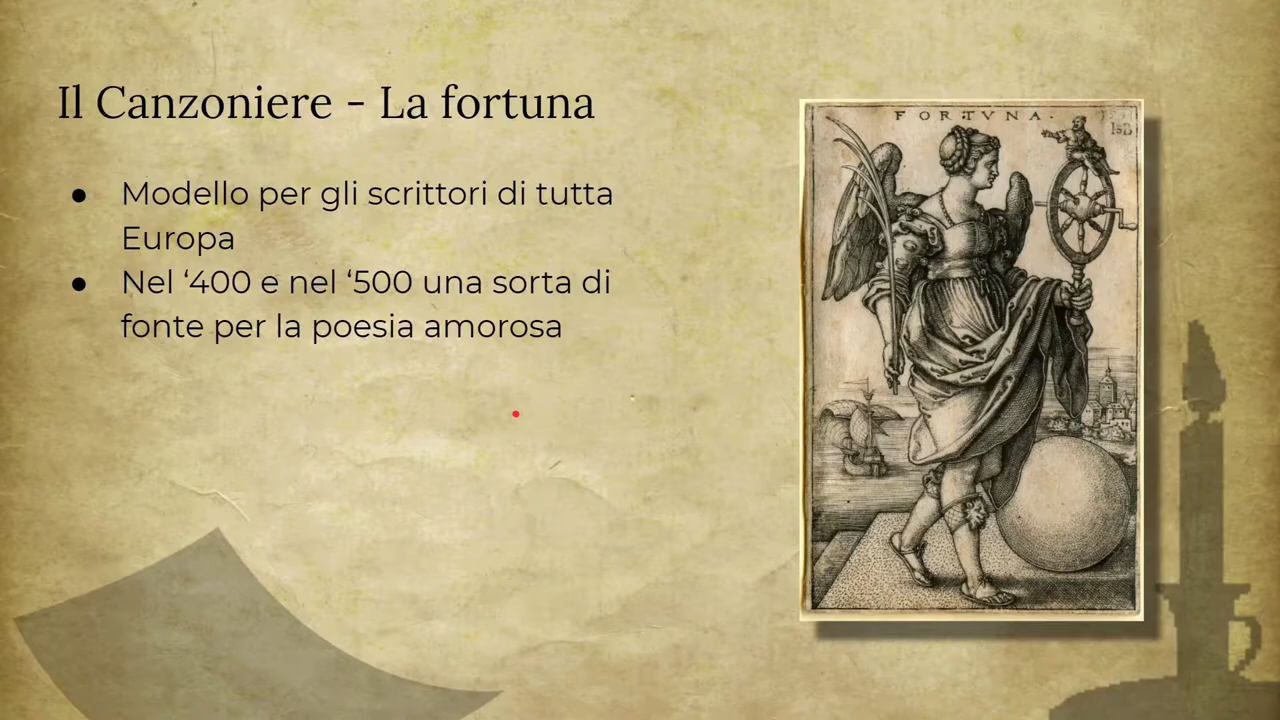 Il Canzoniere - La fortuna
● Modello per gli scrittori di tutta
Europa
● Nel ‘400 e nel ‘500 una sorta di
fonte per la poesia amorosa
FORTVNA.